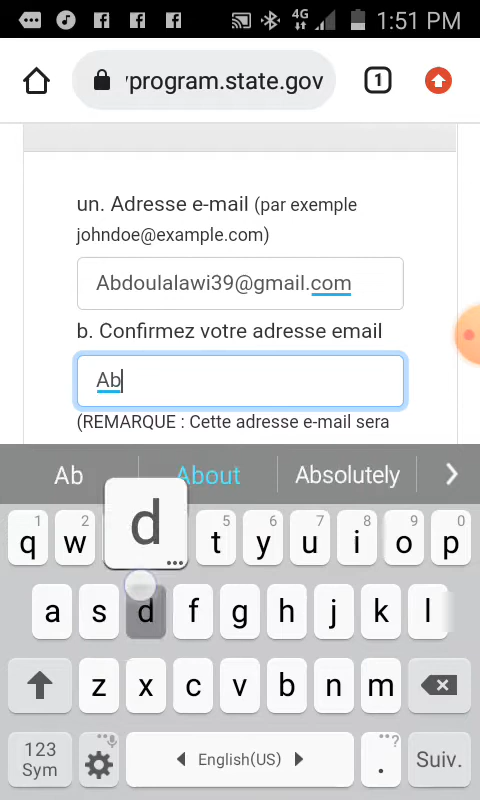 4G 1:51 PM
program.state.gov 1
un. Adresse e-mail (par exemple
johndoe@example.com)
Abdoulalawi39@gmail.com
b. Confirmez votre adresse email
Ab
(REMARQUE : Cette adresse e-mail sera
Ab About Absolutely
d
1 2 5 6 7 8 9 0
q w t y u i o p
a s d f g h j k l
z x c v b n m
123
Sym
English(US)
. ?
Suiv.